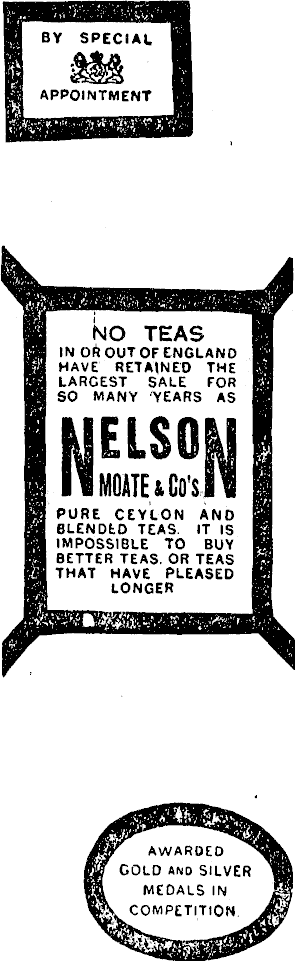 BY SPECIAL
APPOINTMENT
NO TEAS
IN OR OUT OF ENGLAND
HAVE RETAINED THE
LARGEST SALE FOR
SO MANY YEARS AS
NELSON
MOATE & Co's.
PURE CEYLON AND
BLENDED TEAS. IT IS
IMPOSSIBLE TO BUY
BETTER TEAS. OR TEAS
THAT HAVE PLEASED
LONGER
AWARDED
GOLD AND SILVER
MEDALS IN
COMPETITION.